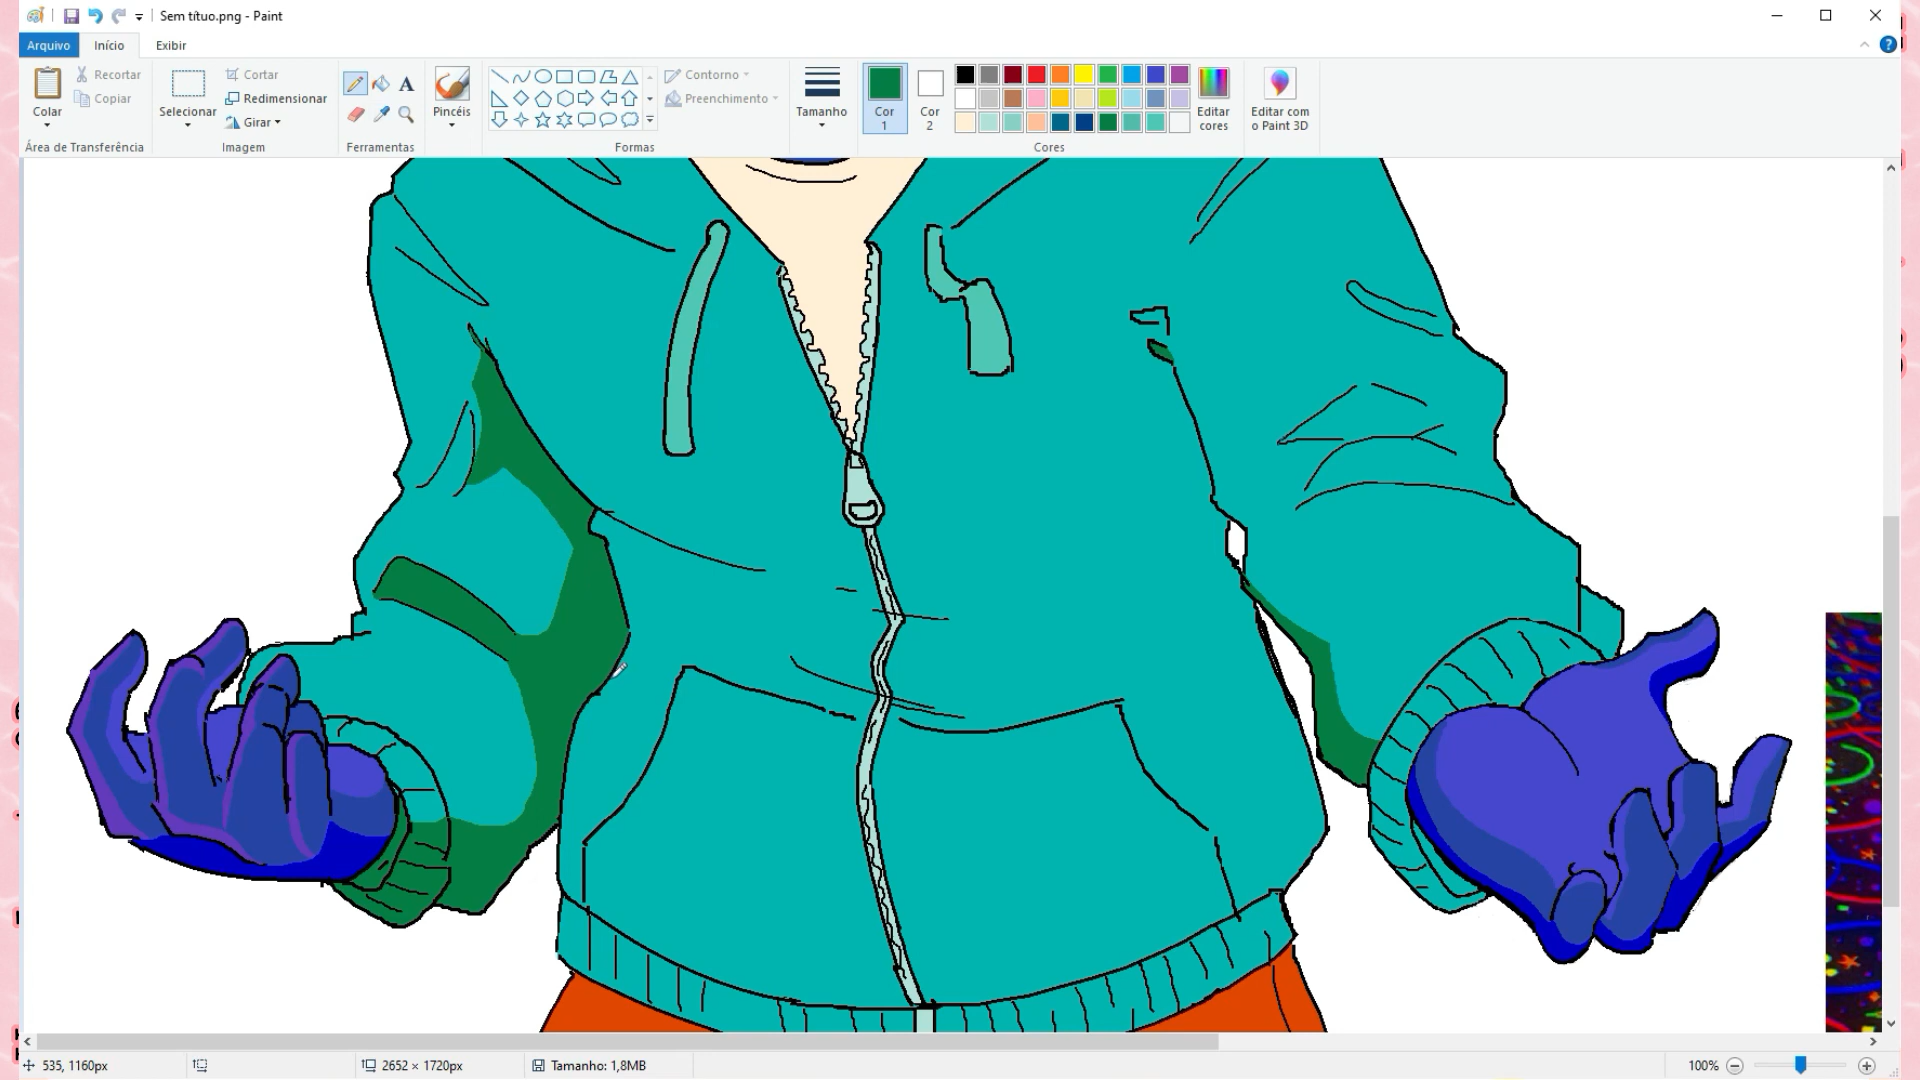 Sem títuo.png - Paint
Arquivo
Início
Exibir
Colar
Recortar
Copiar
Área de Transferência
Selecionar
Cortar
Redimensionar
Girar
Imagem
A
Ferramentas
Pincéis
Contorno
Preenchimento
Formas
Tamanho
Cor 1
Cor 2
Editar cores
Cores
Editar com o Paint 3D
535, 1160px
2652 × 1720px
Tamanho: 1,8MB
100%